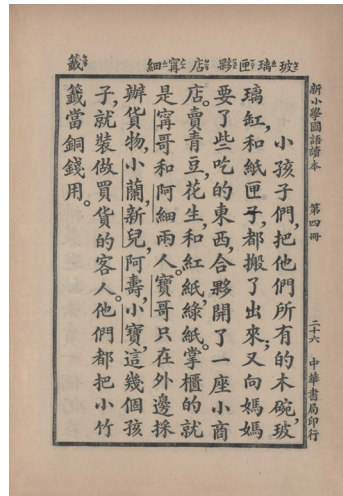 玻璃匣夥店甯細 籤
小孩子們,把他們所有的木碗,玻
璃缸,和紙匣子,都搬了出來;又向媽媽
要了些吃的東西,合夥開了一座小商
店。賣青豆,花生,和紅紙,綠紙。掌櫃的就
是甯哥和阿細兩人。寶哥只在外邊採
辦貨物,小蘭,新兒,阿壽,小寶,這幾個孩
子,就裝做買貨的客人。他們都把小竹
籤當銅錢用。
新小學國語讀本 第四冊 二十六 中華書局印行